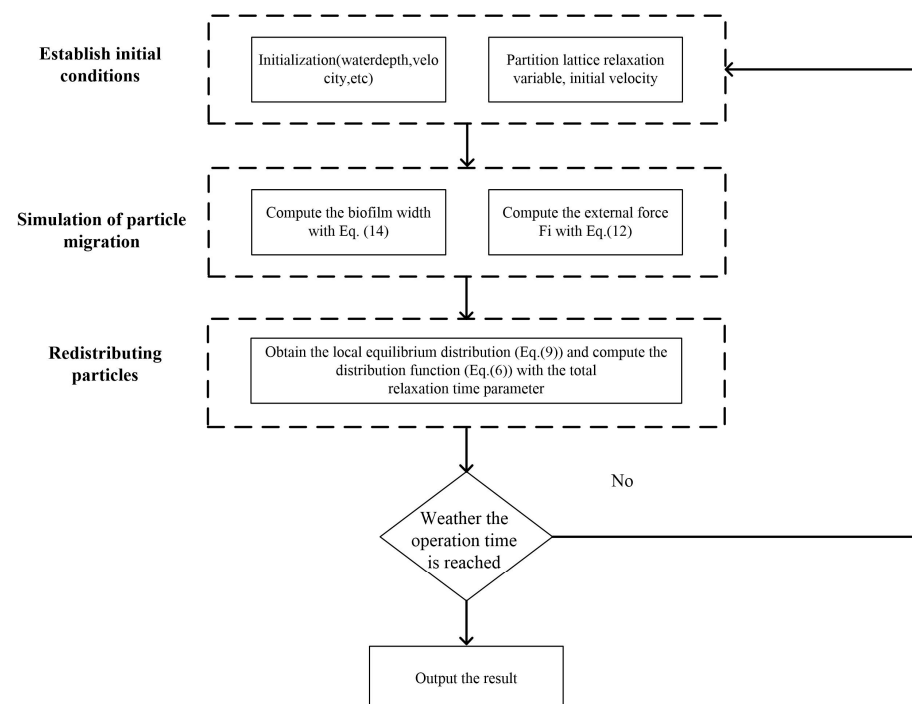 Establish initial
conditions
Initialization(waterdepth,velo
city,etc)
Partition lattice relaxation
variable, initial velocity
Simulation of particle
migration
Compute the biofilm width
with Eq. (14)
Compute the external force
Fi with Eq.(12)
Redistributing
particles
Obtain the local equilibrium distribution (Eq.(9)) and compute the
distribution function (Eq.(6)) with the total
relaxation time parameter
No
Weather the
operation time
is reached
Output the result